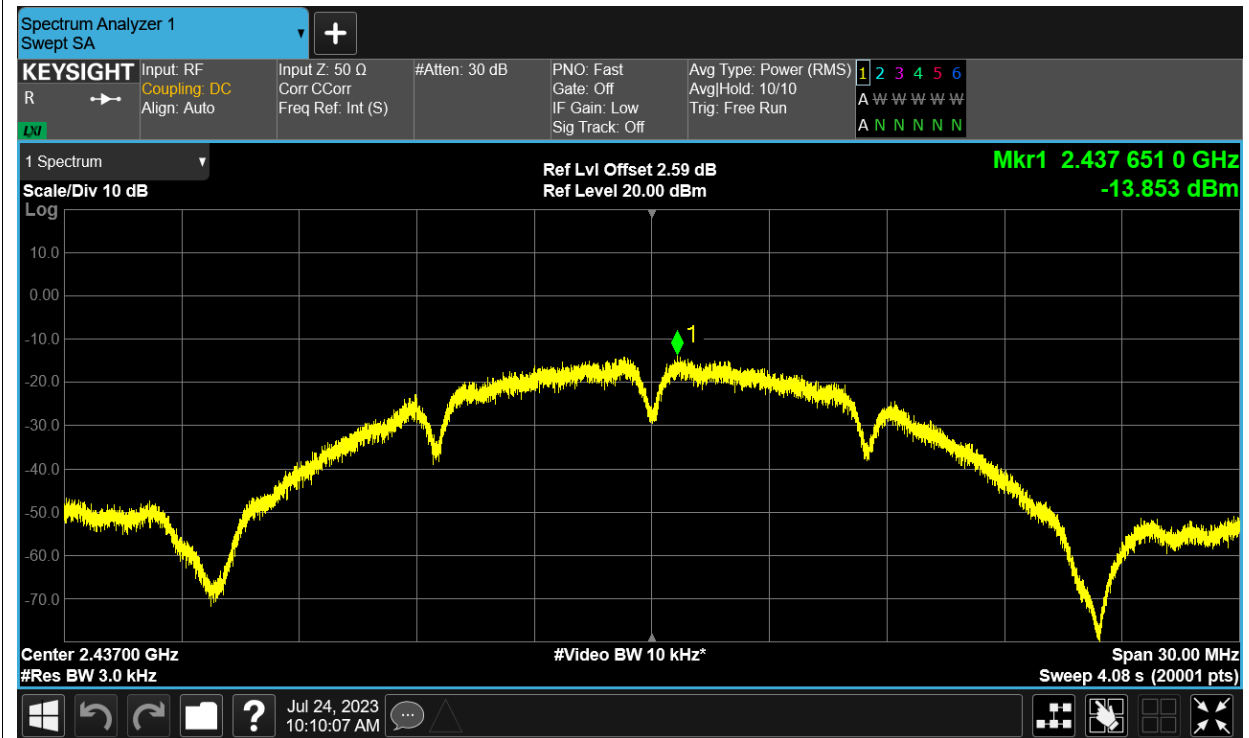 Spectrum Analyzer 1
Swept SA
KEYSIGHT
R
LXI
Input: RF
Coupling: DC
Align: Auto
Input Z: 50 Ω
Corr CCorr
Freq Ref: Int (S)
#Atten: 30 dB
PNO: Fast
Gate: Off
IF Gain: Low
Sig Track: Off
Avg Type: Power (RMS)
Avg|Hold: 10/10
Trig: Free Run
1 2 3 4 5 6
A W W W W W
A N N N N N
1 Spectrum
Scale/Div 10 dB
Log
Ref Lvl Offset 2.59 dB
Ref Level 20.00 dBm
Mkr1 2.437 651 0 GHz
-13.853 dBm
10.0
0.00
-10.0
-20.0
-30.0
-40.0
-50.0
-60.0
-70.0
1
Center 2.43700 GHz
#Res BW 3.0 kHz
#Video BW 10 kHz*
Span 30.00 MHz
Sweep 4.08 s (20001 pts)
?
Jul 24, 2023
10:10:07 AM